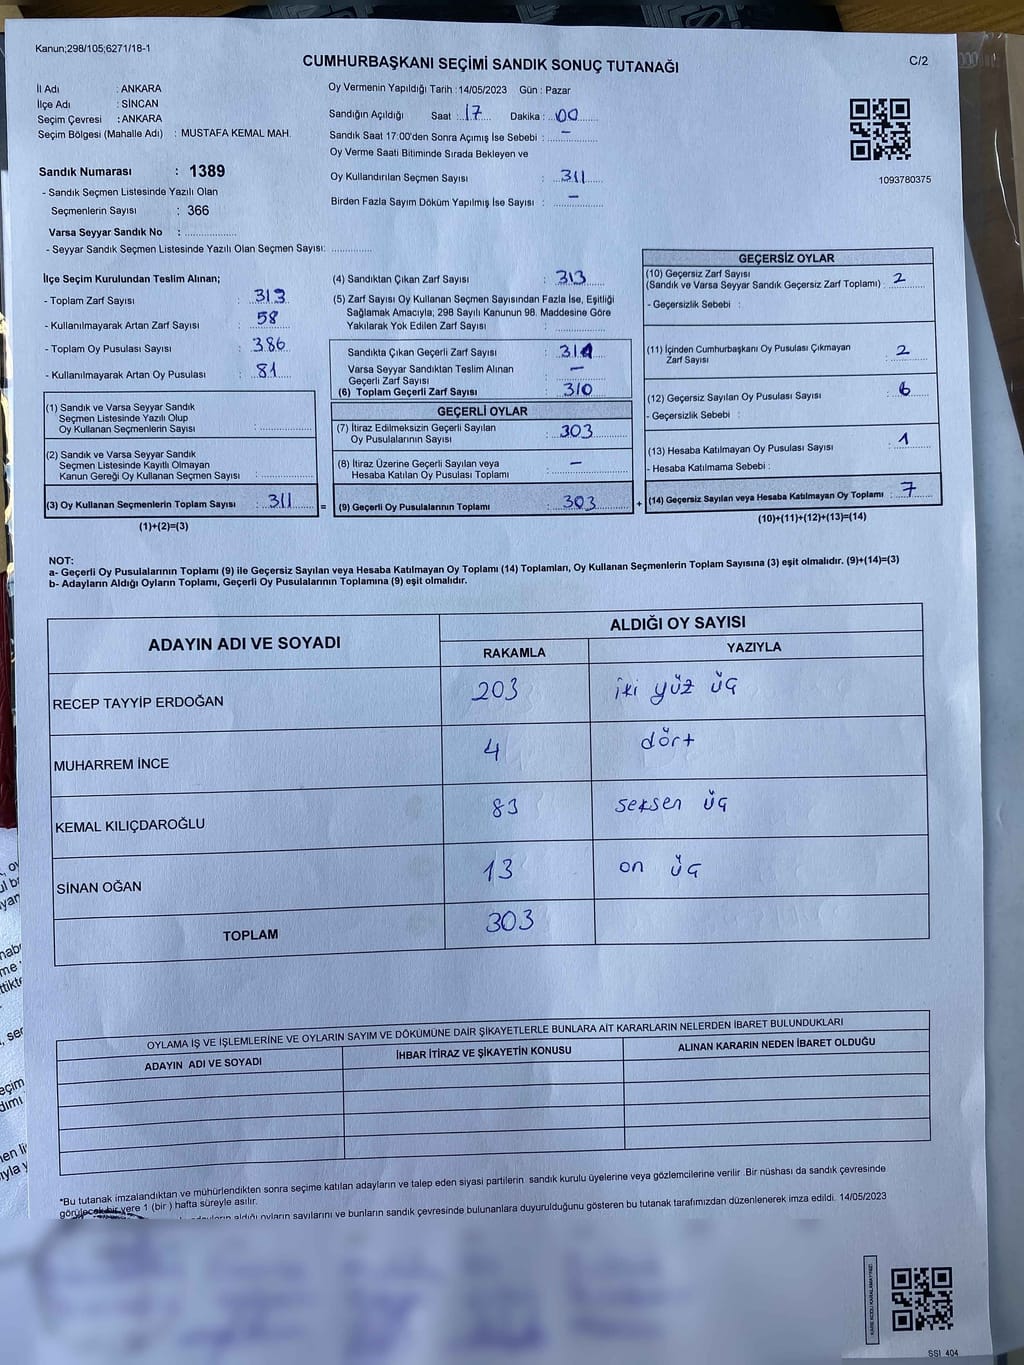 Kanun;298/105;6271/18-1
CUMHURBAŞKANI SEÇİMİ SANDIK SONUÇ TUTANAĞI
C/2
İl Adı : ANKARA
İlçe Adı : SİNCAN
Seçim Çevresi : ANKARA
Seçim Bölgesi (Mahalle Adı) : MUSTAFA KEMAL MAH.
Sandık Numarası : 1389
- Sandık Seçmen Listesinde Yazılı Olan
Seçmenlerin Sayısı : 366
Varsa Seyyar Sandık No : ....................
- Seyyar Sandık Seçmen Listesinde Yazılı Olan Seçmen Sayısı: ..............
Oy Vermenin Yapıldığı Tarih : 14/05/2023 Gün : Pazar
Sandığın Açıldığı Saat : 17 Dakika : 00
Sandık Saat 17:00'den Sonra Açımış İse Sebebi : –
Oy Verme Saati Bitiminde Sırada Bekleyen ve
Oy Kullandırılan Seçmen Sayısı : 311
Birden Fazla Sayım Döküm Yapılmış İse Sayısı : –
1093780375
İlçe Seçim Kurulundan Teslim Alınan;
- Toplam Zarf Sayısı : 313
- Kullanılmayarak Artan Zarf Sayısı : 58
- Toplam Oy Pusulası Sayısı : 386
- Kullanılmayarak Artan Oy Pusulası : 81
(1) Sandık ve Varsa Seyyar Sandık
Seçmen Listesinde Yazılı Olup
Oy Kullanan Seçmenlerin Sayısı : ................
(2) Sandık ve Varsa Seyyar Sandık
Seçmen Listesinde Kayıtlı Olmayan
Kanun Gereği Oy Kullanan Seçmen Sayısı : ................
(3) Oy Kullanan Seçmenlerin Toplam Sayısı : 311
(1)+(2)=(3)
(4) Sandıktan Çıkan Zarf Sayısı : 313
(5) Zarf Sayısı Oy Kullanan Seçmen Sayısından Fazla İse, Eşitliği
Sağlamak Amacıyla, 298 Sayılı Kanunun 98. Maddesine Göre
Yakılarak Yok Edilen Zarf Sayısı : ................
Sandıkta Çıkan Geçerli Zarf Sayısı :
Varsa Seyyar Sandıktan Teslim Alınan
Geçerli Zarf Sayısı : –
(6) Toplam Geçerli Zarf Sayısı : 310
GEÇERLİ OYLAR
(7) İtiraz Edilmeksizin Geçerli Sayılan
Oy Pusulalarının Sayısı : 303
(8) İtiraz Üzerine Geçerli Sayılan veya
Hesaba Katılan Oy Pusulası Toplamı : –
=
(9) Geçerli Oy Pusulalarının Toplamı : 303
+
GEÇERSİZ OYLAR
(10) Geçersiz Zarf Sayısı
(Sandık ve Varsa Seyyar Sandık Geçersiz Zarf Toplamı) : 2
- Geçersizlik Sebebi :
(11) İçinden Cumhurbaşkanı Oy Pusulası Çıkmayan
Zarf Sayısı 2
(12) Geçersiz Sayılan Oy Pusulası Sayısı : 6
- Geçersizlik Sebebi :
(13) Hesaba Katılmayan Oy Pusulası Sayısı : 1
- Hesaba Katılmama Sebebi :
(14) Geçersiz Sayılan veya Hesaba Katılmayan Oy Toplamı : 7
(10)+(11)+(12)+(13)=(14)
NOT:
a- Geçerli Oy Pusulalarının Toplamı (9) ile Geçersiz Sayılan veya Hesaba Katılmayan Oy Toplamı (14) Toplamları, Oy Kullanan Seçmenlerin Toplam Sayısına (3) eşit olmalıdır. (9)+(14)=(3)
b- Adayların Aldığı Oyların Toplamı, Geçerli Oy Pusulalarının Toplamına (9) eşit olmalıdır.
ADAYIN ADI VE SOYADI
ALDIĞI OY SAYISI
RAKAMLA YAZIYLA
RECEP TAYYİP ERDOĞAN 203 iki yüz üç
MUHARREM İNCE 4 dört
KEMAL KILIÇDAROĞLU 83 seksen üç
SİNAN OĞAN 13 on üç
TOPLAM 303
OYLAMA İŞ VE İŞLEMLERİNE VE OYLARIN SAYIM VE DÖKÜMÜNE DAİR ŞİKAYETLERLE BUNLARA AİT KARARLARIN NELERDEN İBARET BULUNDUKLARI
ADAYIN ADI VE SOYADI İHBAR İTİRAZ VE ŞİKAYETİN KONUSU ALINAN KARARIN NEDEN İBARET OLDUĞU
*Bu tutanak imzalandıktan ve mühürlendikten sonra seçime katılan adayların ve talep eden siyasi partilerin sandık kurulu üyelerine veya gözlemcilerine verilir .Bir nüshası da sandık çevresinde
görülecek bir yere 1 (bir ) hafta süreyle asılır.
aldığı oyların sayılarını ve bunların sandık çevresinde bulunanlara duyurulduğunu gösteren bu tutanak tarafımızdan düzenlenerek imza edildi. 14/05/2023
SSI 404